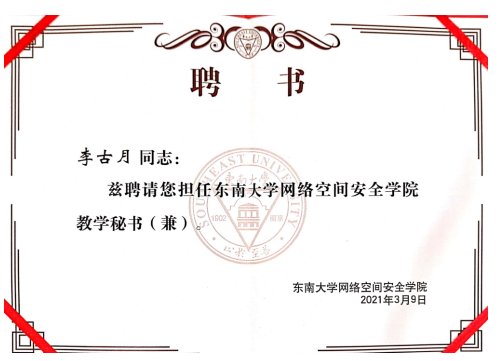 聘书
李古月同志：
兹聘请您担任东南大学网络空间安全学院
教学秘书（兼）。
SOUTHEAST UNIVERSITY
1902
南京
东南大学网络空间安全学院
2021年3月9日